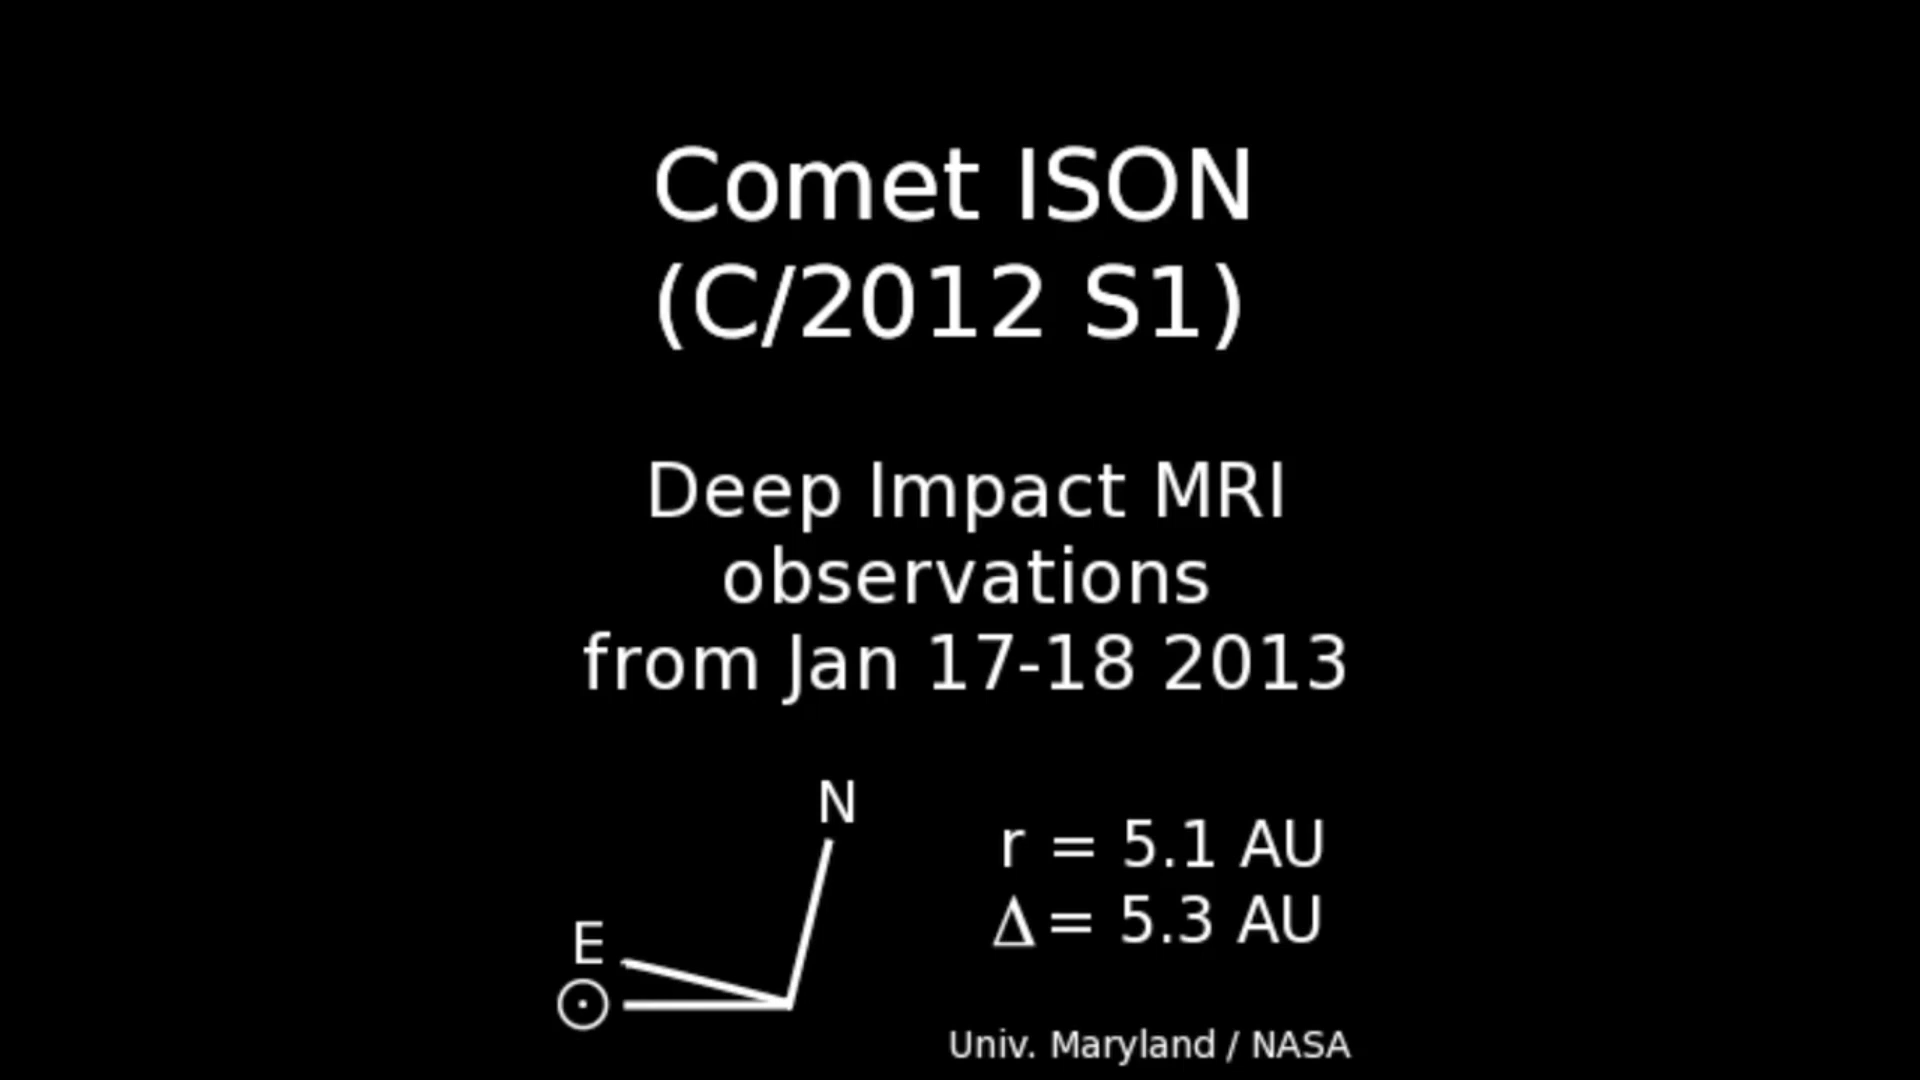 Comet ISON
(C/2012 S1)
Deep Impact MRI
observations
from Jan 17-18 2013
N
E
☉
r = 5.1 AU
Δ = 5.3 AU
Univ. Maryland / NASA